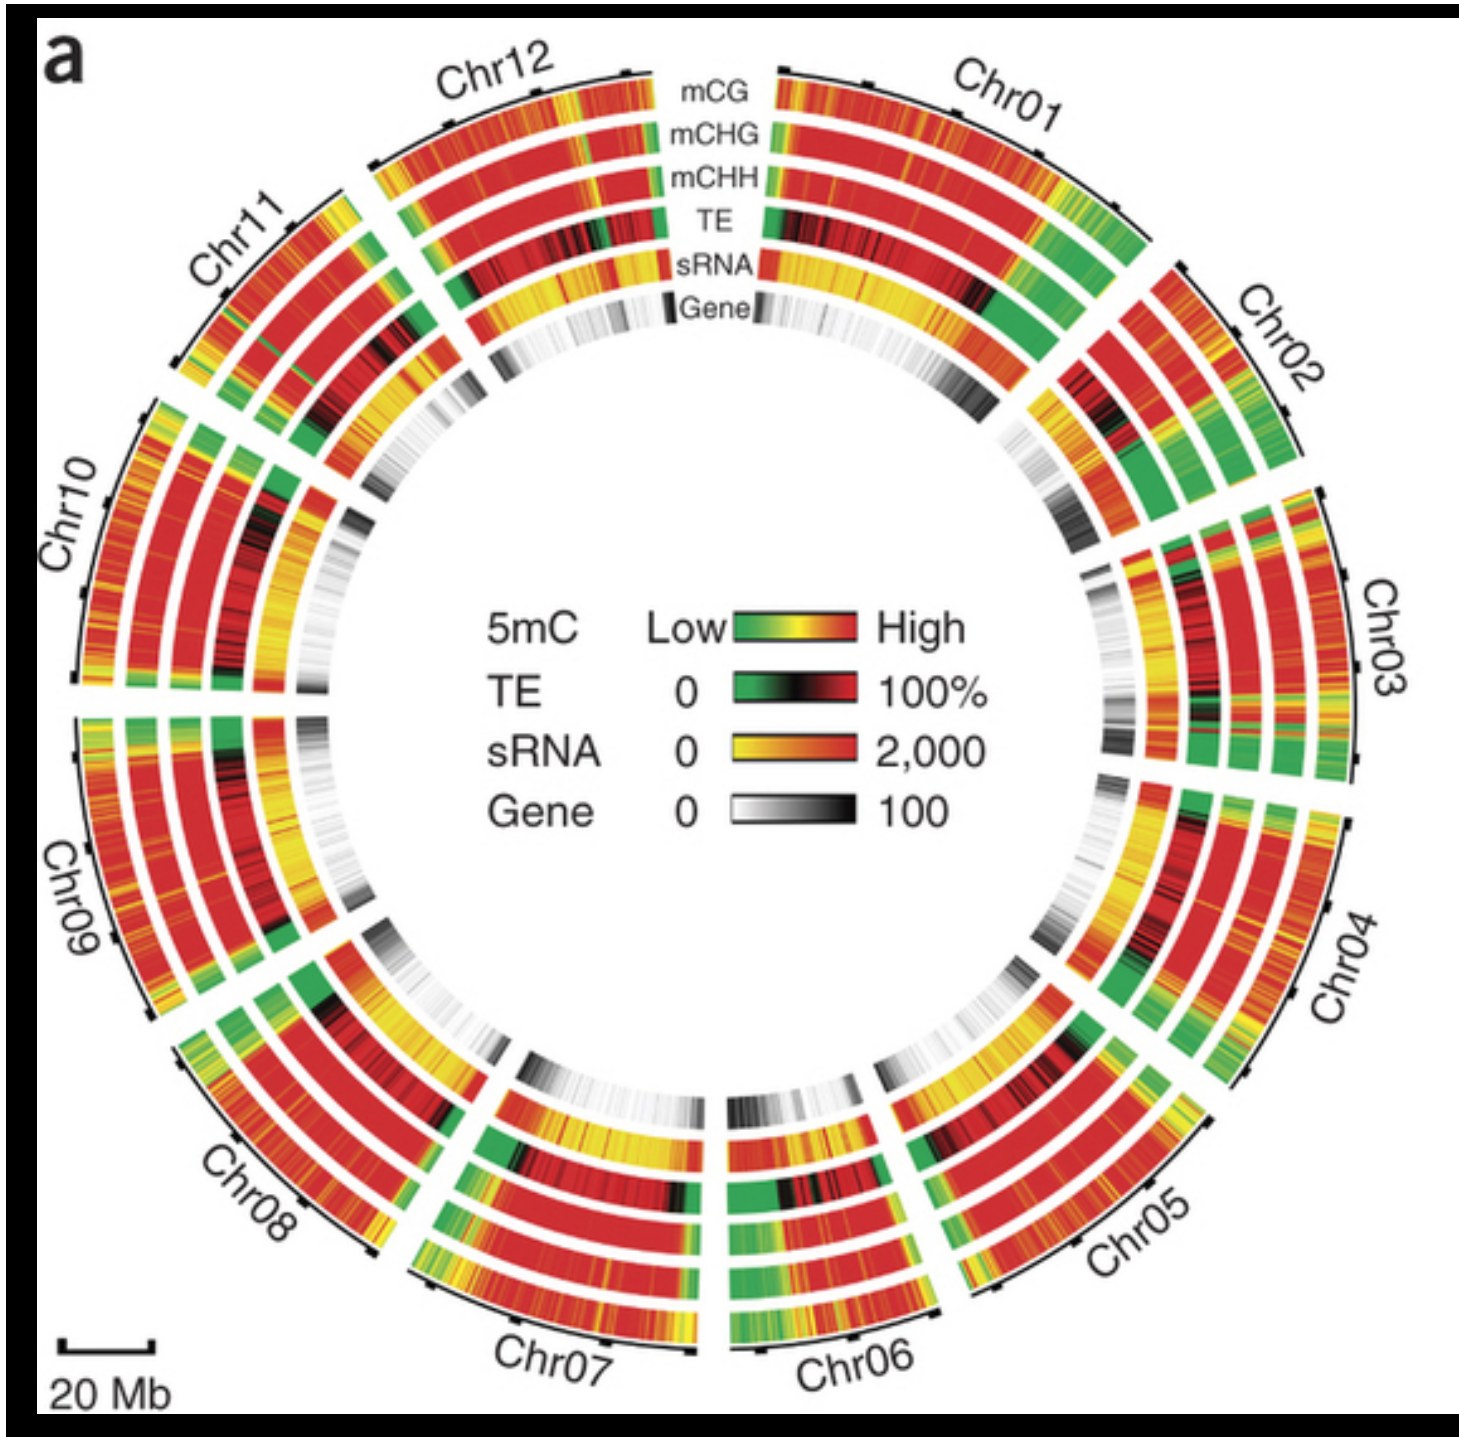 a
mCG
mCHG
mCHH
TE
sRNA
Gene
Chr01
Chr02
Chr03
Chr04
Chr05
Chr06
Chr07
Chr08
Chr09
Chr10
Chr11
Chr12
5mC Low High
TE 0 100%
sRNA 0 2,000
Gene 0 100
20 Mb